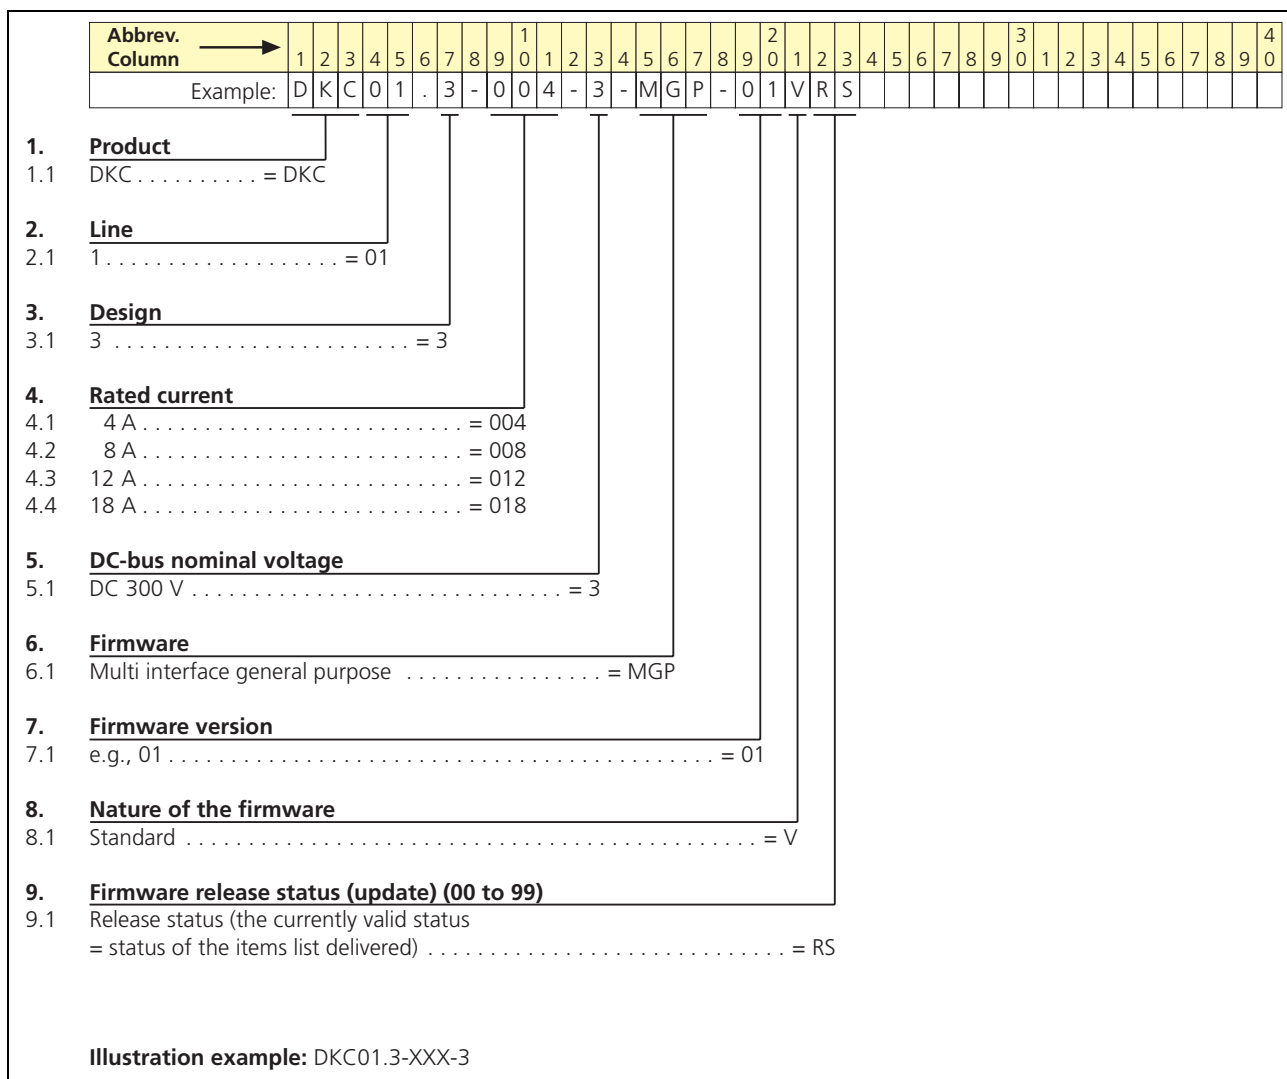 Abbrev. 1 2 3 4
Column 1 2 3 4 5 6 7 8 9 0 1 2 3 4 5 6 7 8 9 0 1 2 3 4 5 6 7 8 9 0 1 2 3 4 5 6 7 8 9 0
Example: D K C 0 1 . 3 - 0 0 4 - 3 - M G P - 0 1 V R S
1. Product
1.1 DKC . . . . . . . . . . = DKC
2. Line
2.1 1 . . . . . . . . . . . . . . . . . . . = 01
3. Design
3.1 3 . . . . . . . . . . . . . . . . . . . . . . . . = 3
4. Rated current
4.1 4 A . . . . . . . . . . . . . . . . . . . . . . . . . . = 004
4.2 8 A . . . . . . . . . . . . . . . . . . . . . . . . . . = 008
4.3 12 A . . . . . . . . . . . . . . . . . . . . . . . . . . = 012
4.4 18 A . . . . . . . . . . . . . . . . . . . . . . . . . . = 018
5. DC-bus nominal voltage
5.1 DC 300 V . . . . . . . . . . . . . . . . . . . . . . . . . . . . . . = 3
6. Firmware
6.1 Multi interface general purpose . . . . . . . . . . . . . . . . = MGP
7. Firmware version
7.1 e.g., 01 . . . . . . . . . . . . . . . . . . . . . . . . . . . . . . . . . . . . . . . . . . . . = 01
8. Nature of the firmware
8.1 Standard . . . . . . . . . . . . . . . . . . . . . . . . . . . . . . . . . . . . . . . . . . . . . . = V
9. Firmware release status (update) (00 to 99)
9.1 Release status (the currently valid status
= status of the items list delivered) . . . . . . . . . . . . . . . . . . . . . . . . . . . . . = RS
Illustration example: DKC01.3-XXX-3